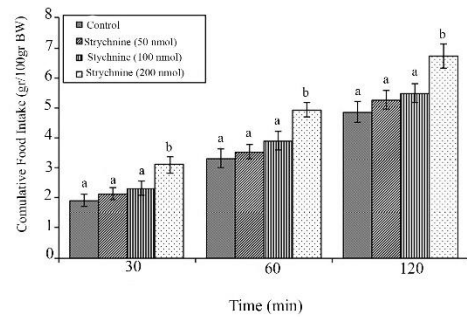 Comulative Food Intake (gr/100gr BW)
8
7
6
5
4
3
2
1
0
Control
Strychnine (50 nmol)
Stychnine (100 nmol)
Strychnine (200 nmol)
a a a b
a a a b
a a a b
30 60 120
Time (min)